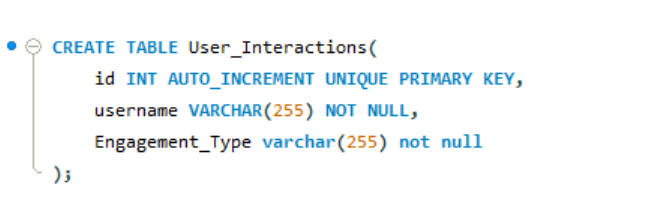 CREATE TABLE User_Interactions(
id INT AUTO_INCREMENT UNIQUE PRIMARY KEY,
username VARCHAR(255) NOT NULL,
Engagement_Type varchar(255) not null
);